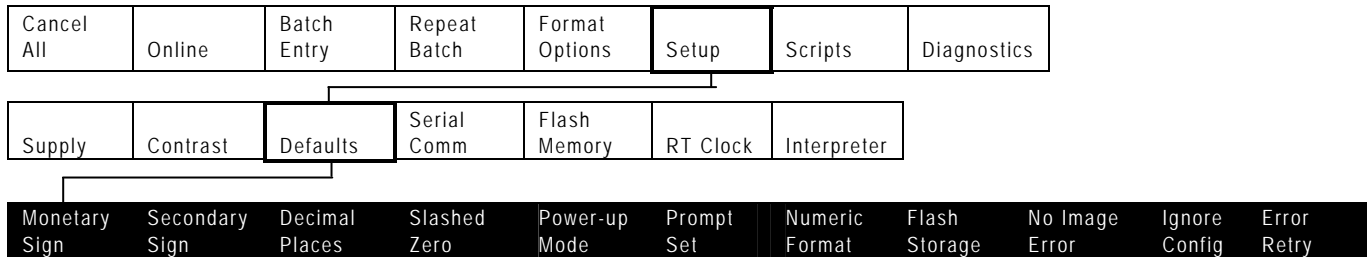 Cancel All
Online
Batch Entry
Repeat Batch
Format Options
Setup
Scripts
Diagnostics
Supply
Contrast
Defaults
Serial Comm
Flash Memory
RT Clock
Interpreter
Monetary Sign
Secondary Sign
Decimal Places
Slashed Zero
Power-up Mode
Prompt Set
Numeric Format
Flash Storage
No Image Error
Ignore Config
Error Retry